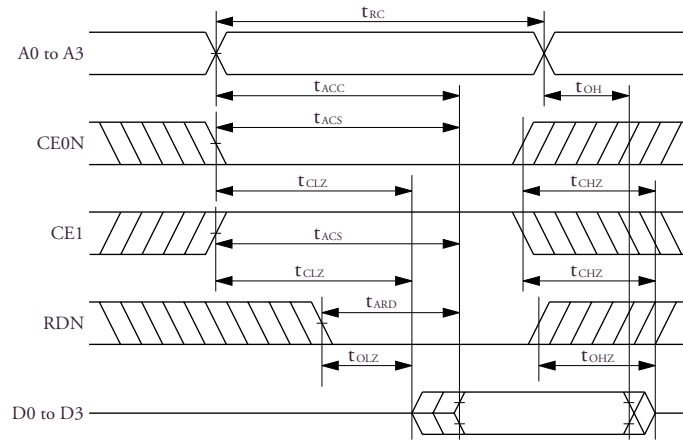 tRC
A0 to A3
tACC
tOH
tACS
CE0N
tCLZ
tCHZ
CE1
tACS
tCLZ
tCHZ
tARD
RDN
tOLZ
tOHZ
D0 to D3